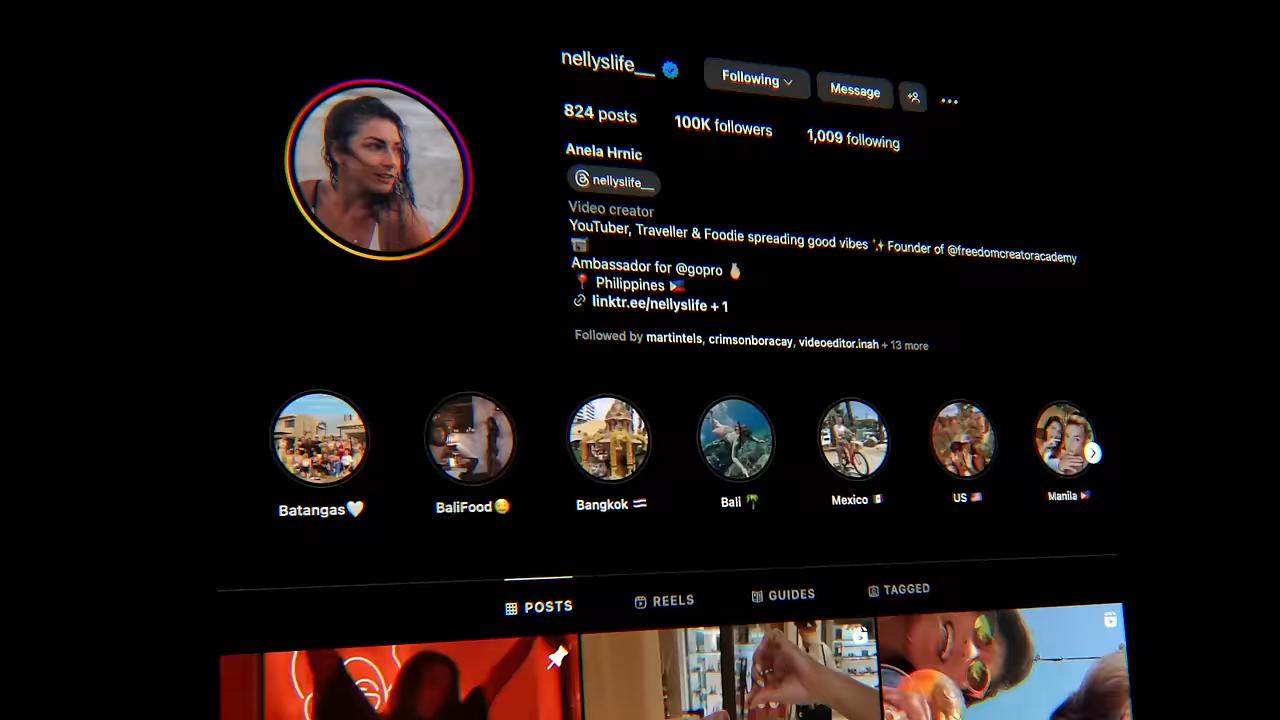 nellyslife__
Following
Message
824 posts
100K followers
1,009 following
Anela Hrnic
nellyslife__
Video creator
YouTuber, Traveller & Foodie spreading good vibes ✨ Founder of @freedomcreatoracademy
Ambassador for @gopro
📍 Philippines 🇵🇭
linktr.ee/nellyslife + 1
Followed by martintels, crimsonboracay, videoeditor.inah + 13 more
Batangas🤍
BaliFood😋
Bangkok 🇹🇭
Bali 🌴
Mexico 🇲🇽
US 🇺🇸
Manila 🇵🇭
POSTS
REELS
GUIDES
TAGGED